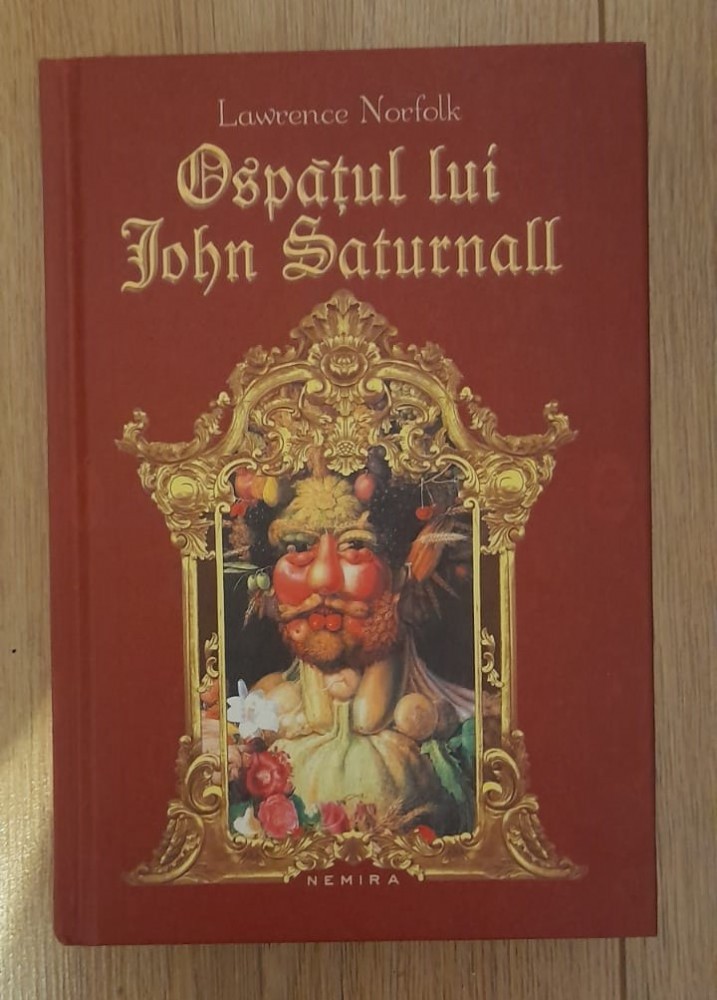 Lawrence Norfolk
Ospățul lui
John Saturnall
NEMIRA